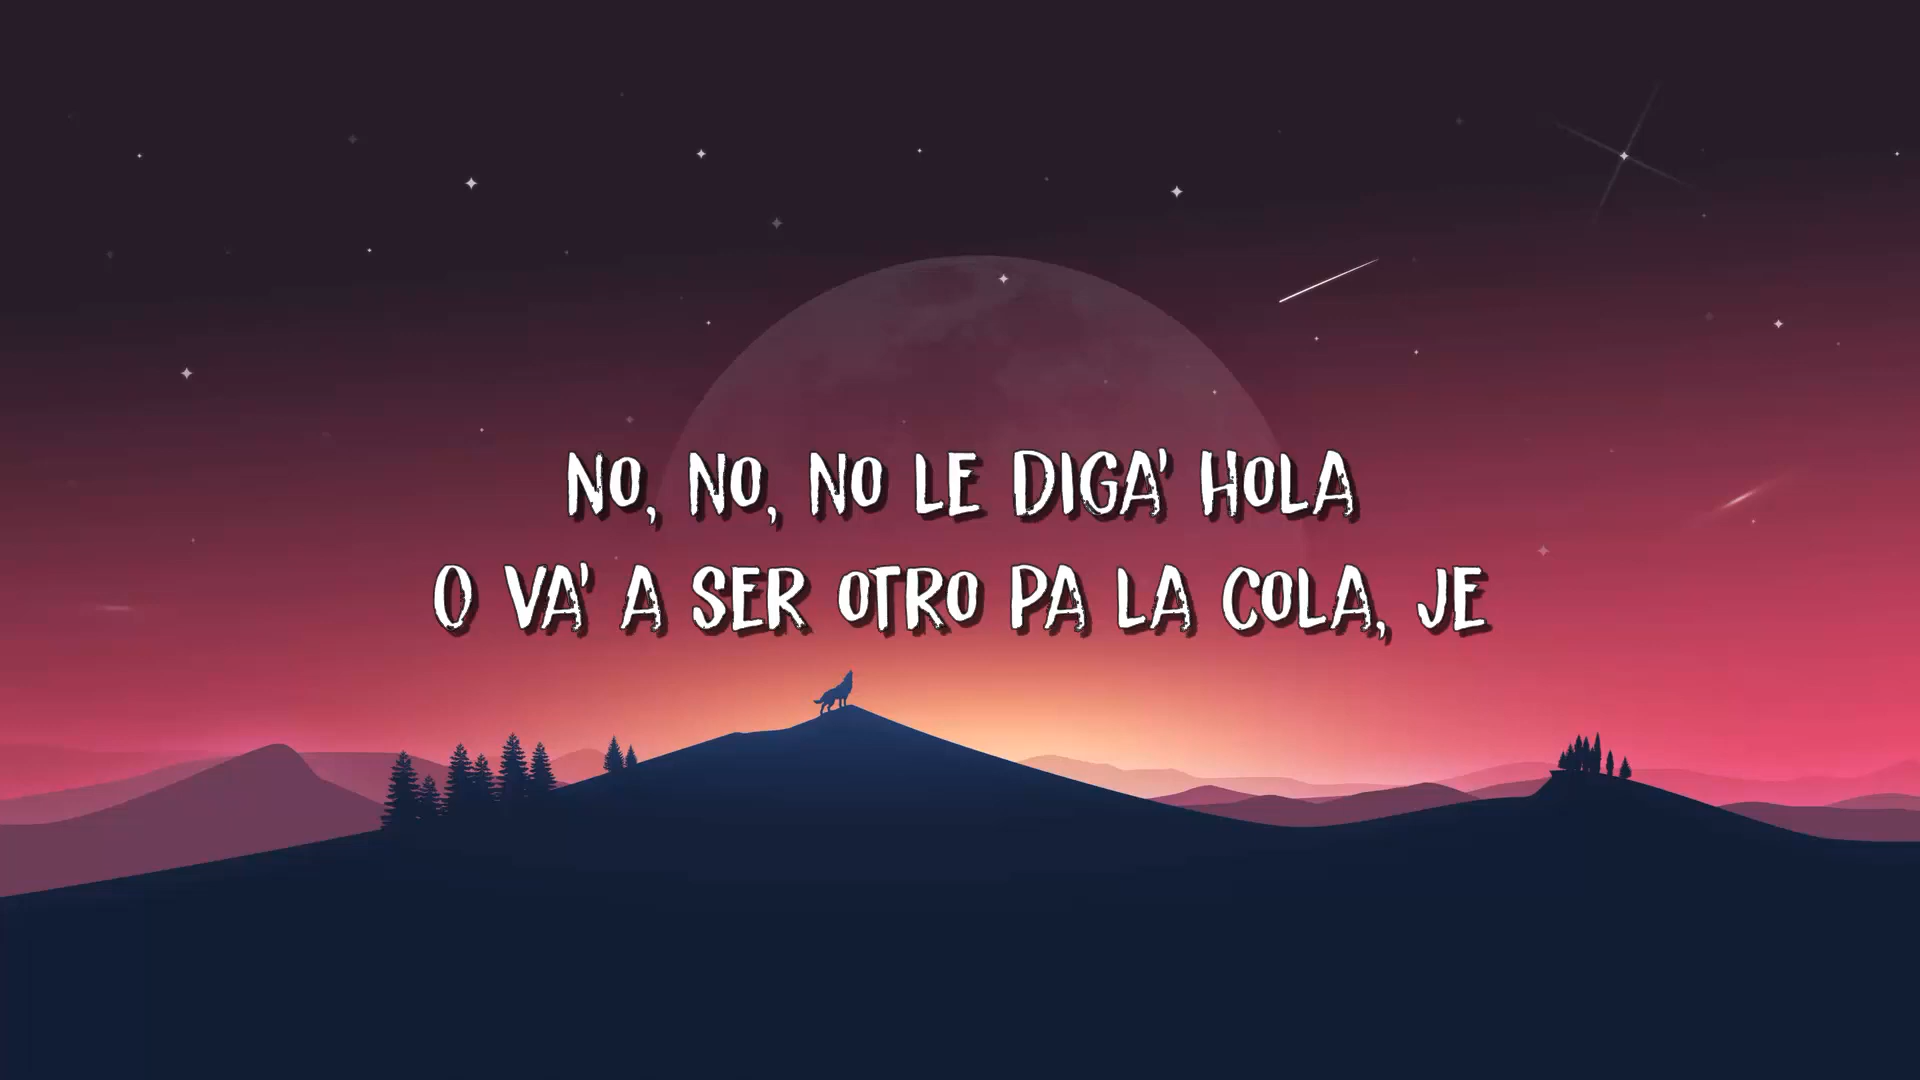 NO, NO, NO LE DIGA' HOLA
O VA' A SER OTRO PA LA COLA, JE